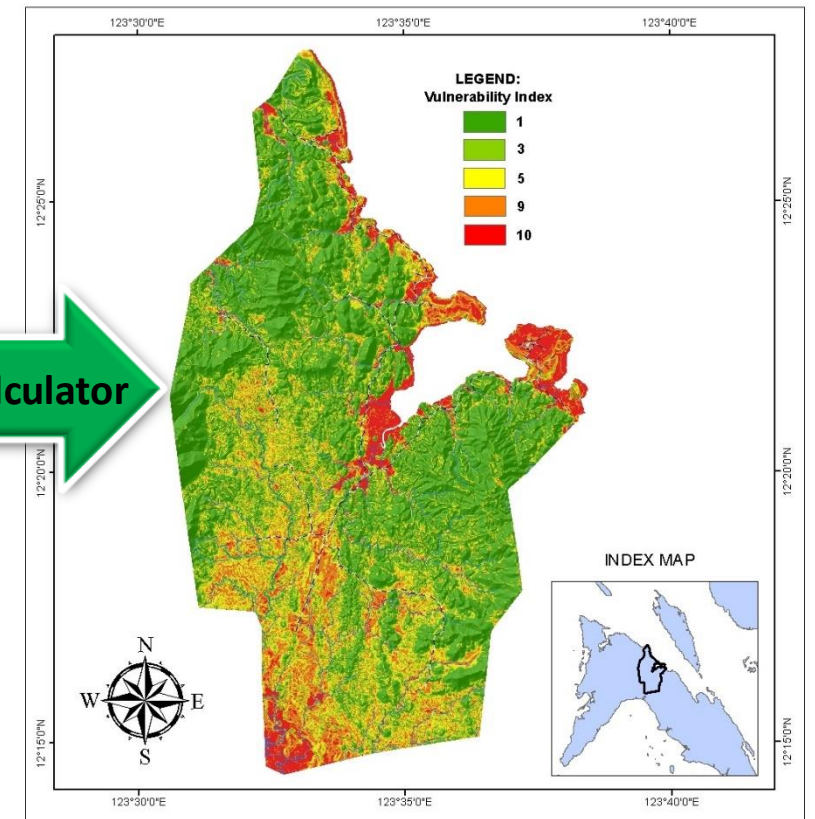 123°30'0"E 123°35'0"E 123°40'0"E
LEGEND:
Vulnerability Index
1
3
5
9
10
12°25'0"N 12°25'0"N
lculator
12°20'0"N 12°20'0"N
INDEX MAP
N
W E
S
12°15'0"N 12°15'0"N
123°30'0"E 123°35'0"E 123°40'0"E